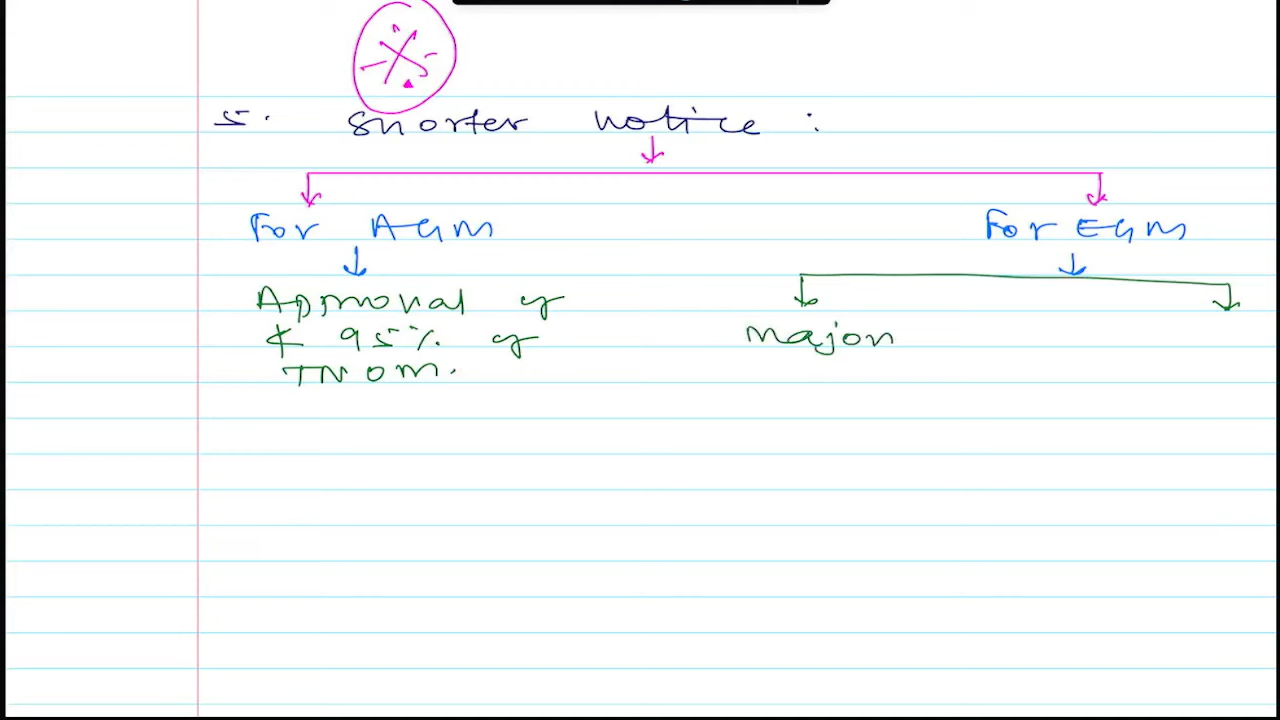 5. Shorter notice :
For AGM For EGM
Approval of
≮ 95% of
TNOM.
Major